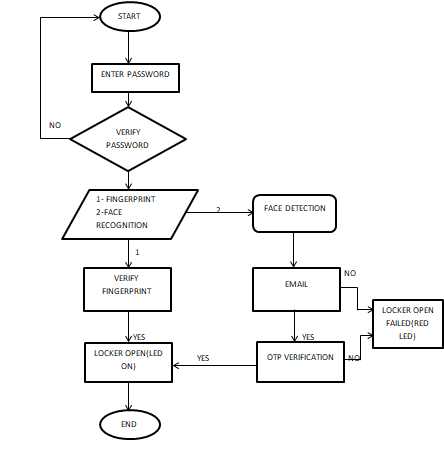 START
ENTER PASSWORD
NO
VERIFY
PASSWORD
1- FINGERPRINT
2-FACE
RECOGNITION
2
FACE DETECTION
1
VERIFY
FINGERPRINT
EMAIL
NO
LOCKER OPEN
FAILED(RED
LED)
YES
YES
LOCKER OPEN(LED
ON)
YES
OTP VERIFICATION
NO
END